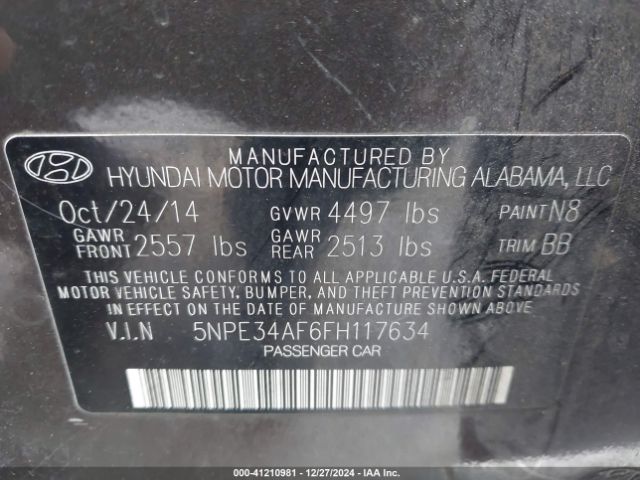 MANUFACTURED BY
HYUNDAI MOTOR MANUFACTURING ALABAMA, LLC
Oct/24/14 GVWR 4497 lbs PAINT N8
GAWR FRONT 2557 lbs GAWR REAR 2513 lbs TRIM BB
THIS VEHICLE CONFORMS TO ALL APPLICABLE U.S.A. FEDERAL
MOTOR VEHICLE SAFETY, BUMPER, AND THEFT PREVENTION STANDARDS
IN EFFECT ON THE DATE OF MANUFACTURE SHOWN ABOVE.
V.I.N 5NPE34AF6FH117634
PASSENGER CAR
000-41210981 - 12/27/2024 - IAA Inc.